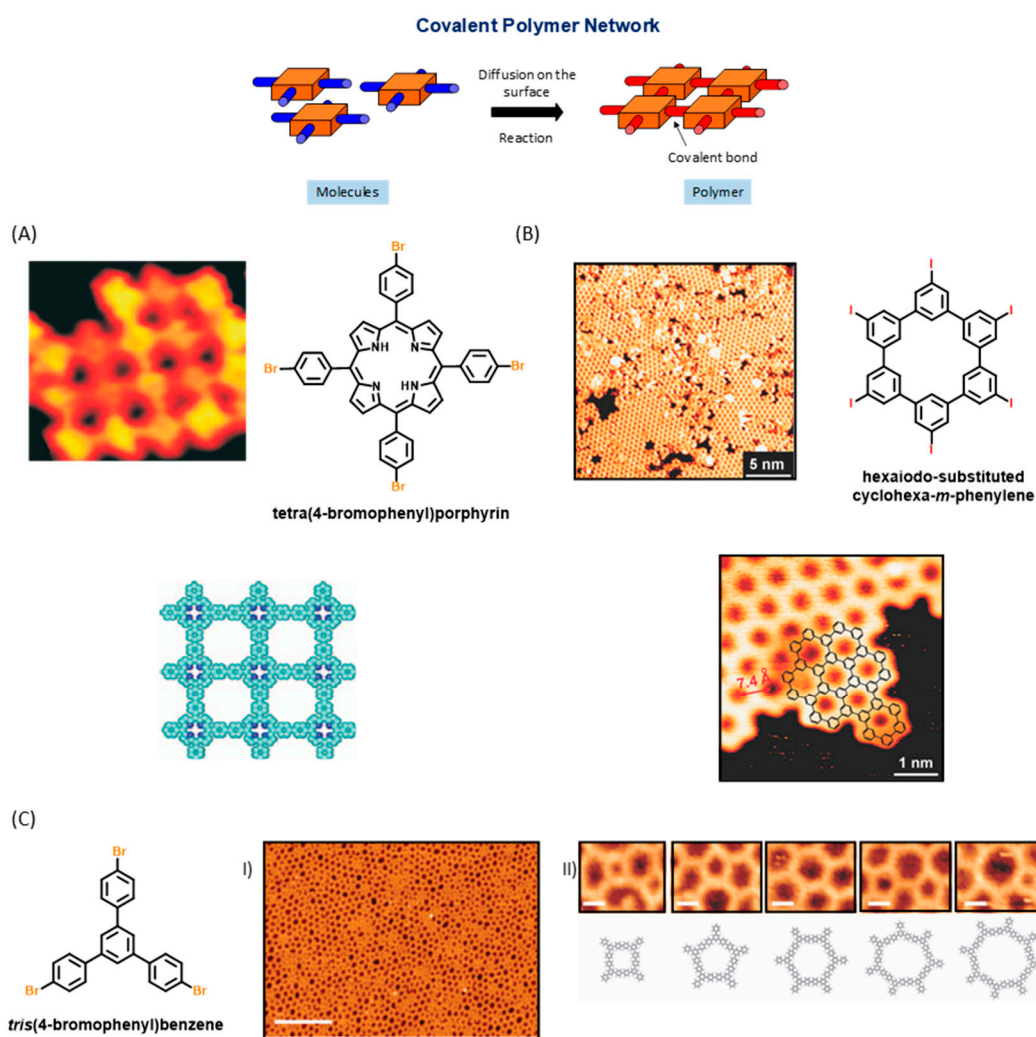 Covalent Polymer Network
Diffusion on the
surface
Reaction
Covalent bond
Molecules
Polymer
(A)
Br
NH
N
Br
Br
N
HN
Br
tetra(4-bromophenyl)porphyrin
(B)
5 nm
I
I
I
I
I
I
hexaiodo-substituted
cyclohexa-m-phenylene
7.4 Å
1 nm
(C)
Br
Br
Br
tris(4-bromophenyl)benzene
I)
II)